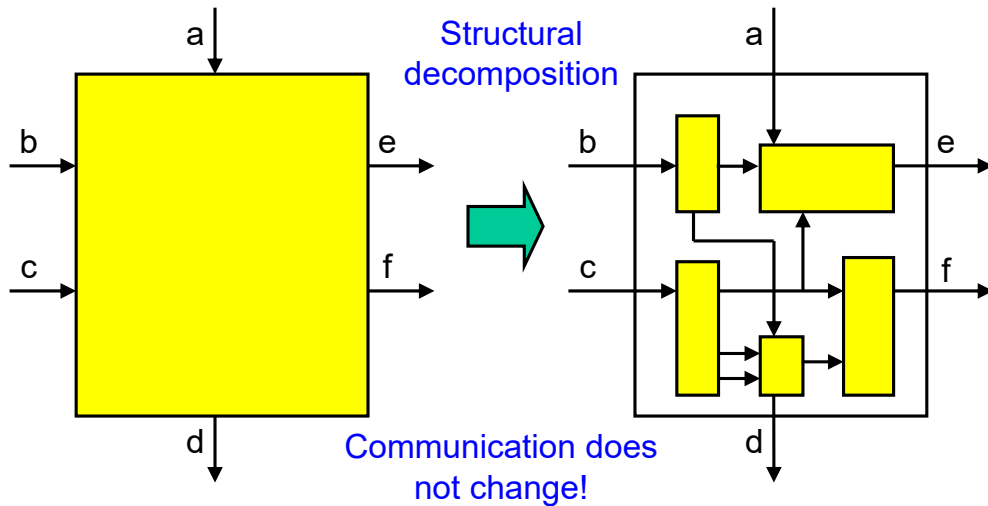 a
Structural
decomposition
a
b
e
b
e
c
f
c
f
d
Communication does
not change!
d